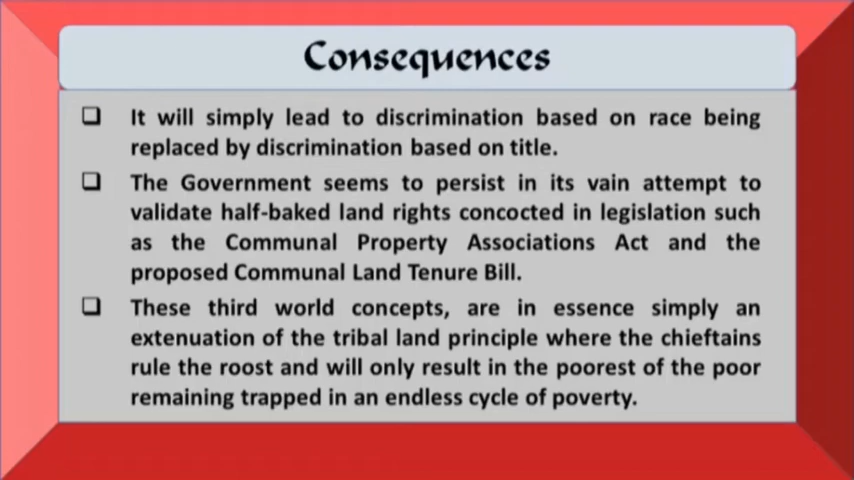 Consequences
❑ It will simply lead to discrimination based on race being
replaced by discrimination based on title.
❑ The Government seems to persist in its vain attempt to
validate half-baked land rights concocted in legislation such
as the Communal Property Associations Act and the
proposed Communal Land Tenure Bill.
❑ These third world concepts, are in essence simply an
extenuation of the tribal land principle where the chieftains
rule the roost and will only result in the poorest of the poor
remaining trapped in an endless cycle of poverty.